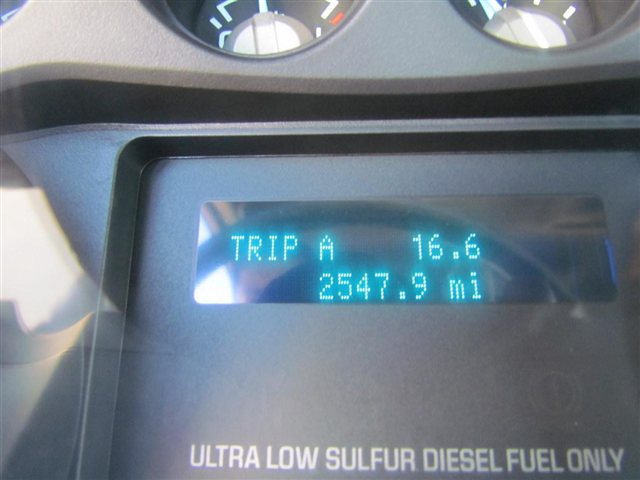 TRIP A 16.6
2547.9 mi
ULTRA LOW SULFUR DIESEL FUEL ONLY